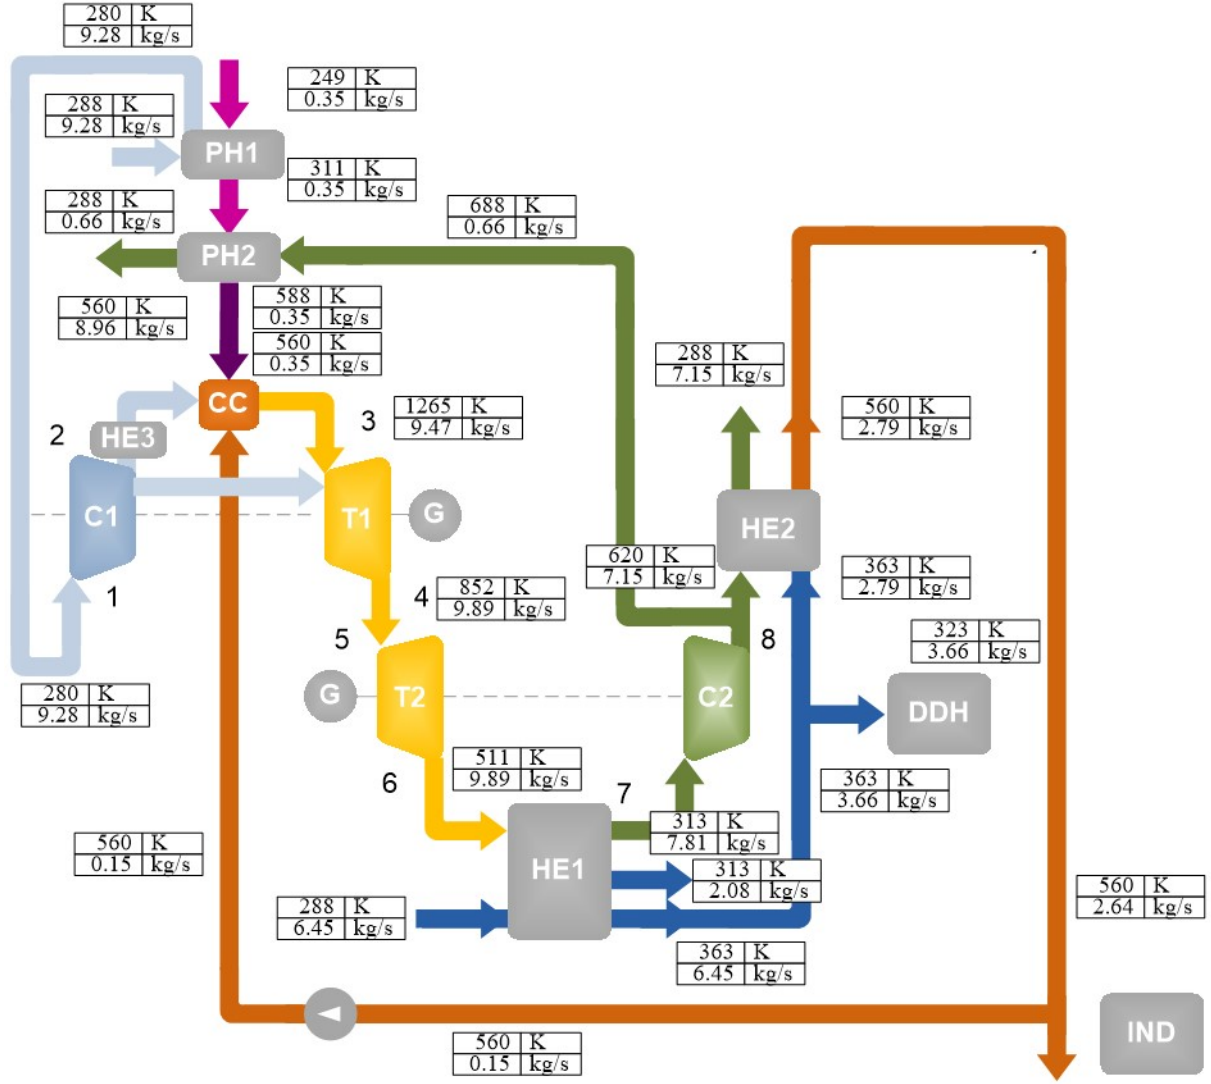 280 K
9.28 kg/s
249 K
0.35 kg/s
288 K
9.28 kg/s
PH1
311 K
0.35 kg/s
288 K
0.66 kg/s
688 K
0.66 kg/s
PH2
560 K
8.96 kg/s
588 K
0.35 kg/s
560 K
0.35 kg/s
288 K
7.15 kg/s
CC
3
1265 K
9.47 kg/s
560 K
2.79 kg/s
2
HE3
C1
T1
G
HE2
620 K
7.15 kg/s
363 K
2.79 kg/s
1
4
852 K
9.89 kg/s
5
8
323 K
3.66 kg/s
280 K
9.28 kg/s
G
T2
C2
DDH
511 K
9.89 kg/s
6
7
363 K
3.66 kg/s
313 K
7.81 kg/s
560 K
0.15 kg/s
HE1
313 K
2.08 kg/s
288 K
6.45 kg/s
560 K
2.64 kg/s
363 K
6.45 kg/s
IND
560 K
0.15 kg/s